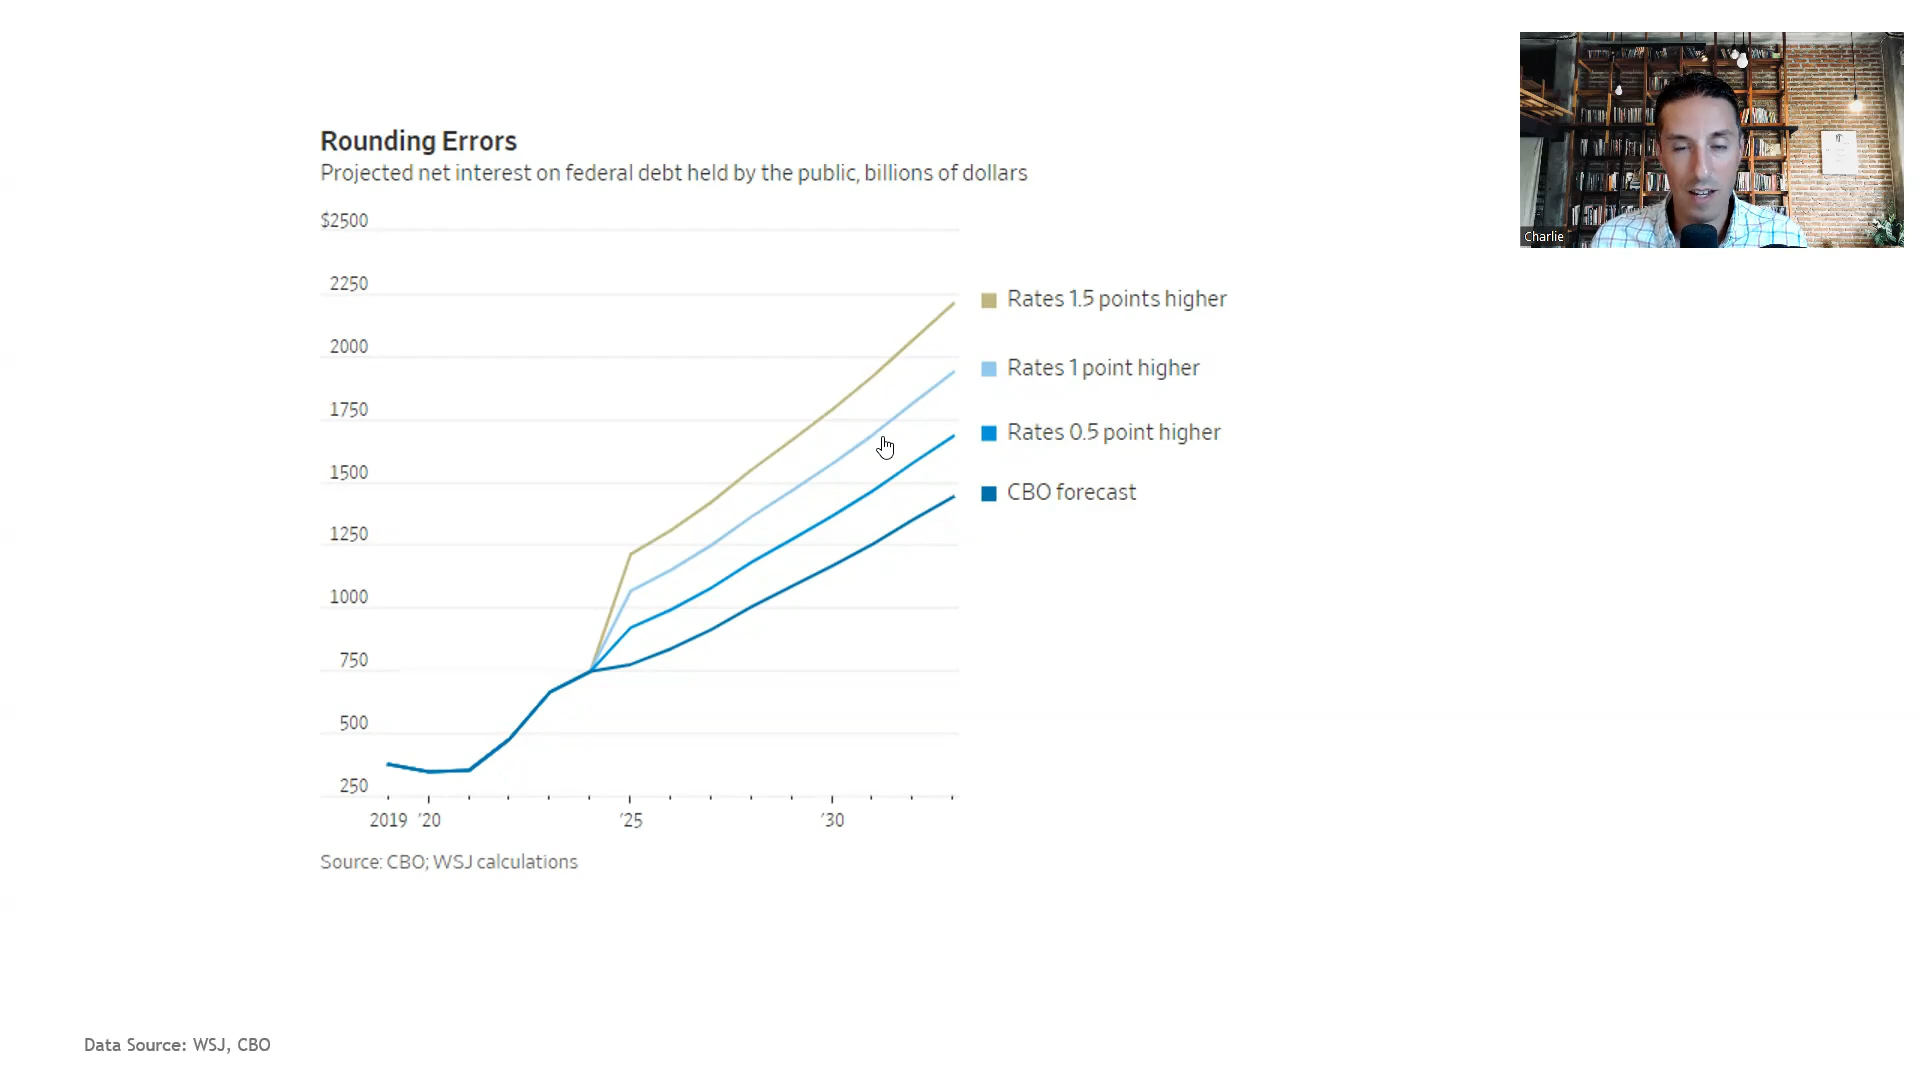 Rounding Errors
Projected net interest on federal debt held by the public, billions of dollars
$2500
2250
2000
1750
1500
1250
1000
750
500
250
2019 '20 '25 '30
Rates 1.5 points higher
Rates 1 point higher
Rates 0.5 point higher
CBO forecast
Source: CBO; WSJ calculations
Charlie
Data Source: WSJ, CBO